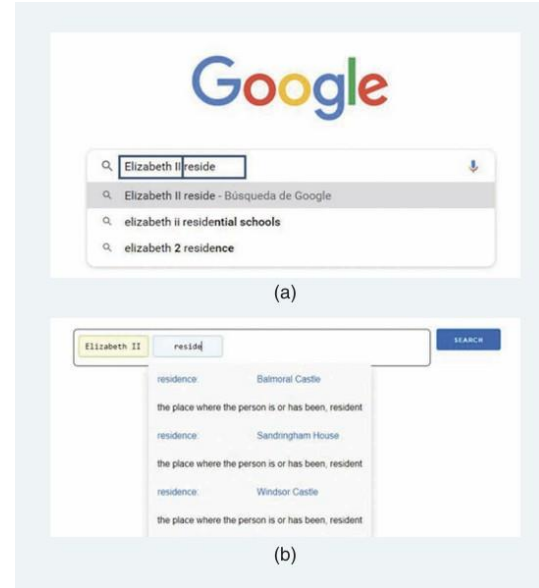 Google
Elizabeth II reside
Elizabeth II reside - Búsqueda de Google
elizabeth ii residential schools
elizabeth 2 residence
(a)
Elizabeth II reside SEARCH
residence: Balmoral Castle
the place where the person is or has been, resident
residence: Sandringham House
the place where the person is or has been, resident
residence: Windsor Castle
the place where the person is or has been, resident
(b)